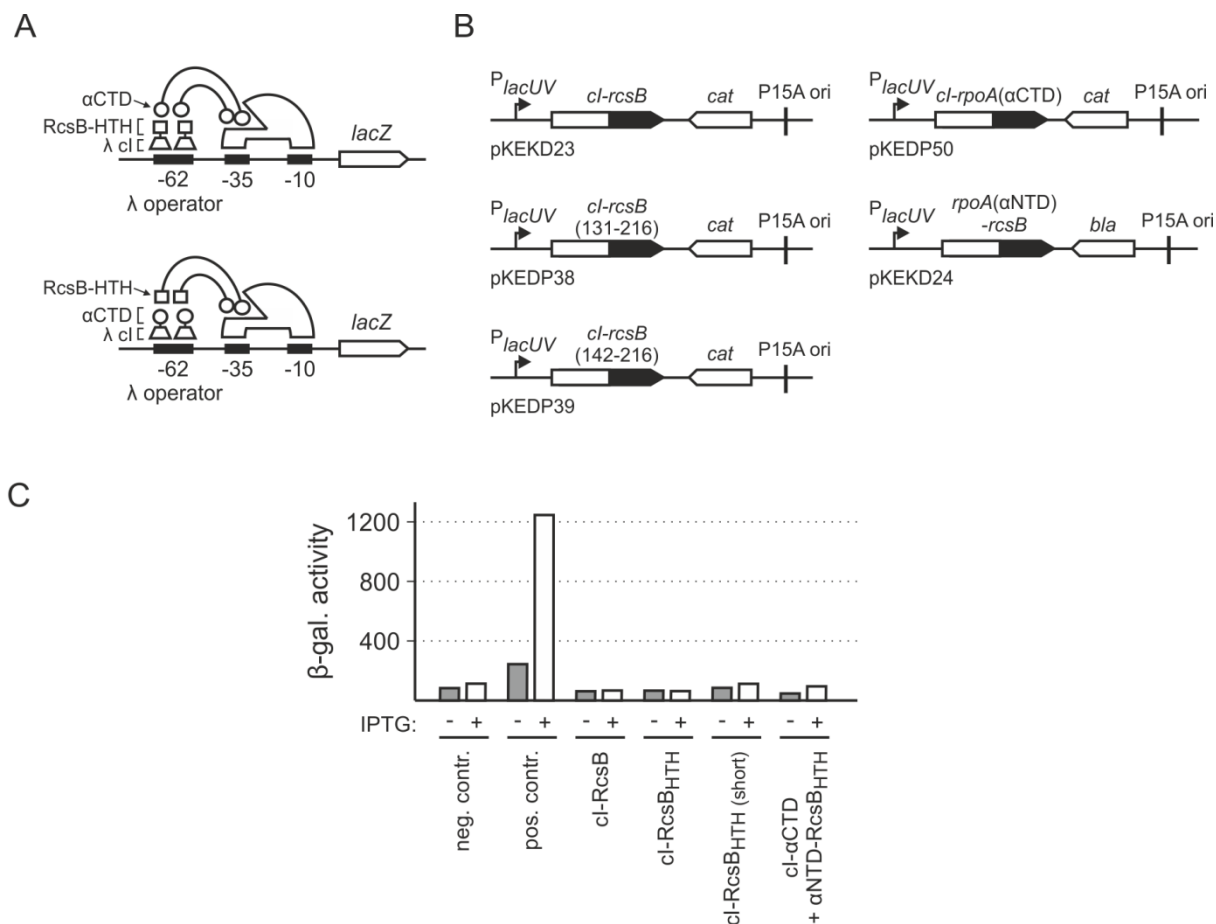 A
αCTD
RcsB-HTH
λ cI
lacZ
-62 -35 -10
λ operator
RcsB-HTH
αCTD
λ cI
lacZ
-62 -35 -10
λ operator
B
PlacUV cI-rcsB cat P15A ori
pKEKD23
PlacUV cI-rpoA(αCTD) cat P15A ori
pKEDP50
PlacUV cI-rcsB (131-216) cat P15A ori
pKEDP38
PlacUV rpoA(αNTD) -rcsB bla P15A ori
pKEKD24
PlacUV cI-rcsB (142-216) cat P15A ori
pKEDP39
C
β-gal. activity
1200
800
400
IPTG: - + - + - + - + - + - +
neg. contr.
pos. contr.
cI-RcsB
cI-RcsBHTH
cI-RcsBHTH (short)
cI-αCTD
+ αNTD-RcsBHTH